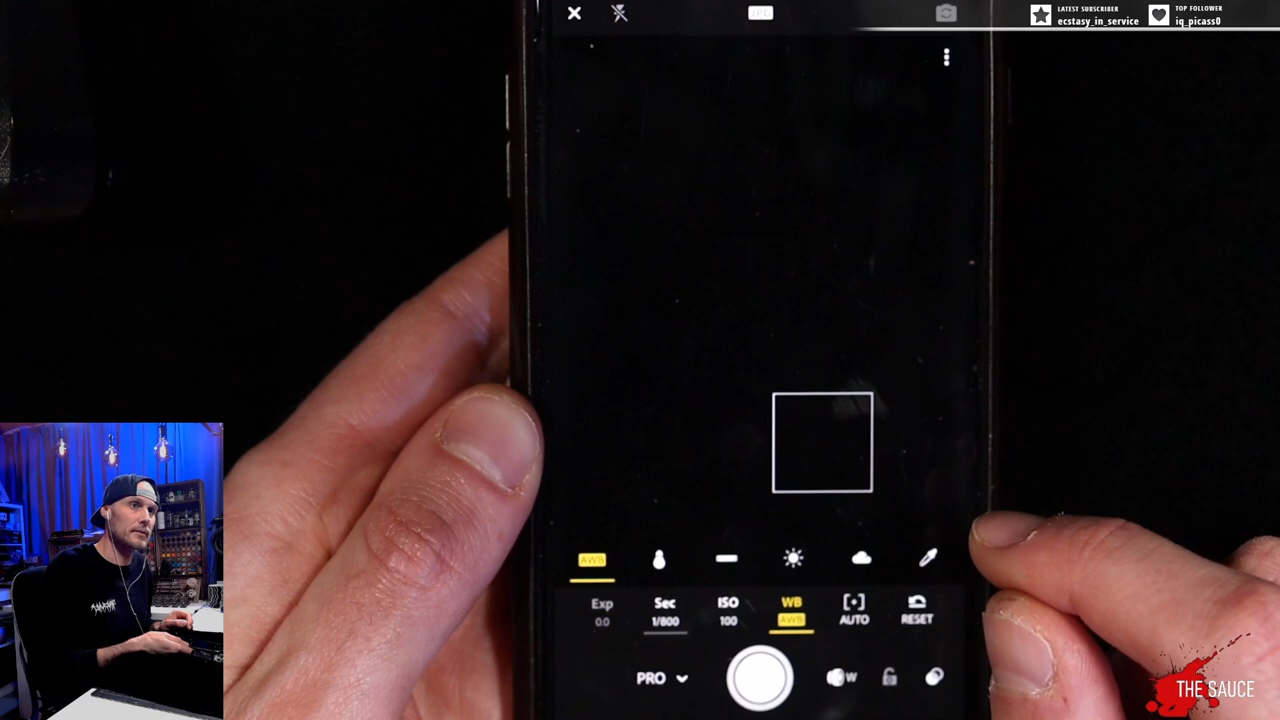 LATEST SUBSCRIBER
ecstasy_in_service
TOP FOLLOWER
iq_picass0
AWB
Exp
0.0
Sec
1/800
ISO
100
WB
AWB
AUTO
RESET
PRO
W
THE SAUCE